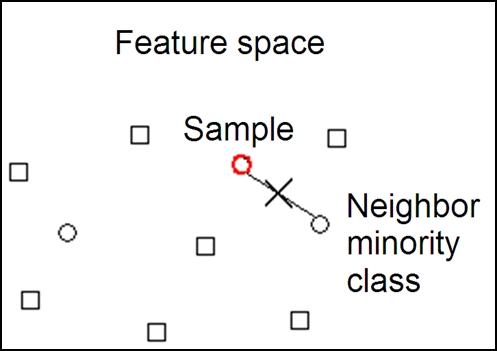 Feature space
Sample
Neighbor
minority
class